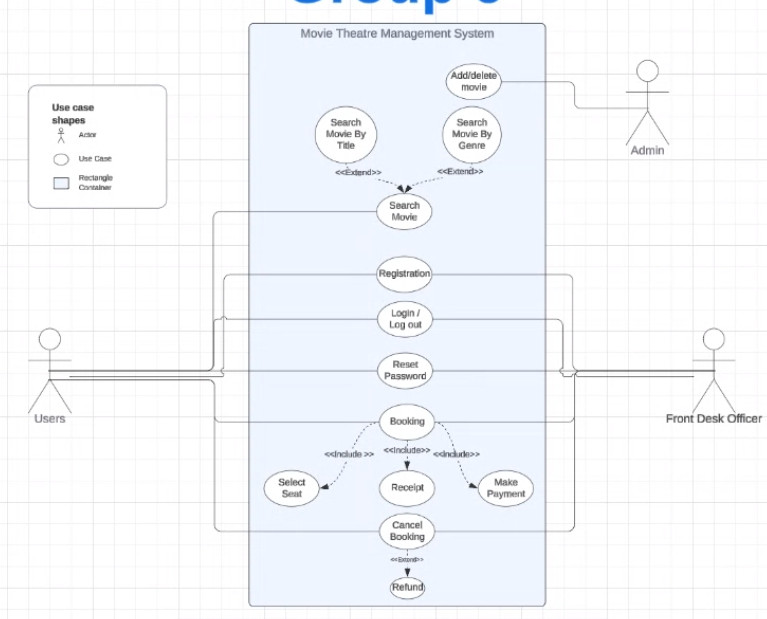 Movie Theatre Management System
Add/delete
movie
Use case
shapes
Actor
Use Case
Rectangle
Container
Search
Movie By
Title
Search
Movie By
Genre
Admin
<<Extend>>
<<Extend>>
Search
Movie
Registration
Login /
Log out
Reset
Password
Users
Front Desk Officer
Booking
<<Include >>
<<Include>>
<<Include>>
Select
Seat
Receipt
Make
Payment
Cancel
Booking
<<Extend>>
Refund